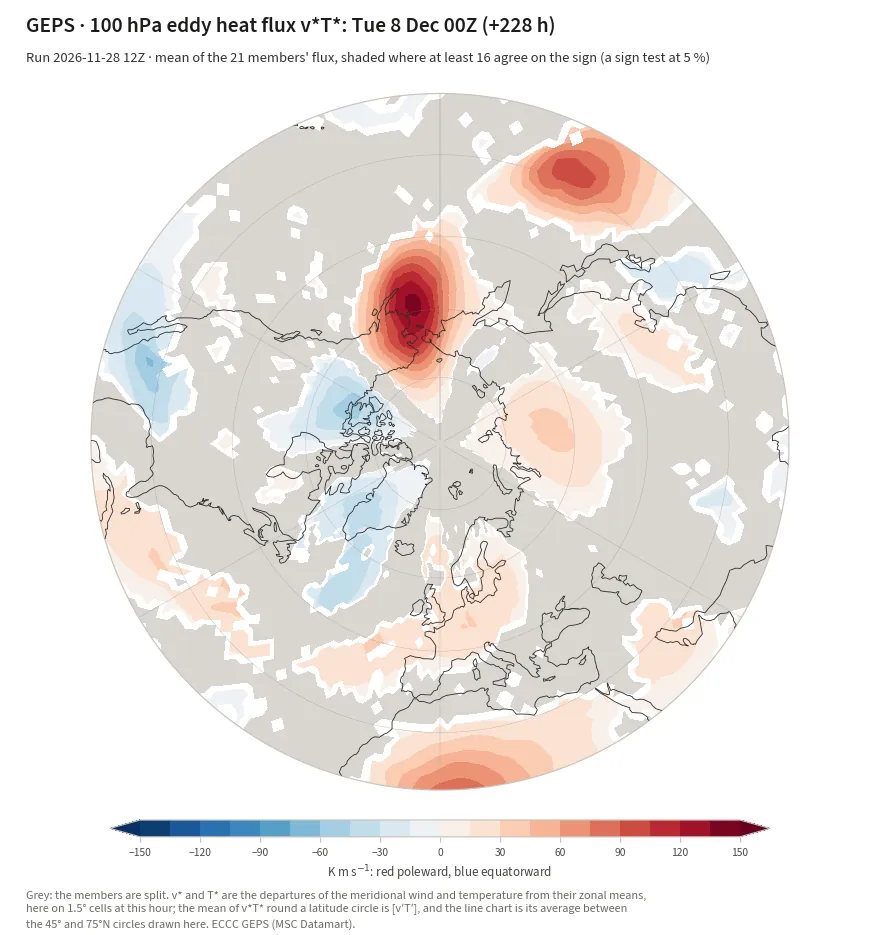 GEPS · 100 hPa eddy heat flux v*T*: Tue 8 Dec 00Z (+228 h)
Run 2026-11-28 12Z · mean of the 21 members' flux, shaded where at least 16 agree on the sign (a sign test at 5 %)
−150 −120 −90 −60 −30 0 30 60 90 120 150
K m s⁻¹: red poleward, blue equatorward
Grey: the members are split. v* and T* are the departures of the meridional wind and temperature from their zonal means,
here on 1.5° cells at this hour; the mean of v*T* round a latitude circle is [v'T'], and the line chart is its average between
the 45° and 75°N circles drawn here. ECCC GEPS (MSC Datamart).